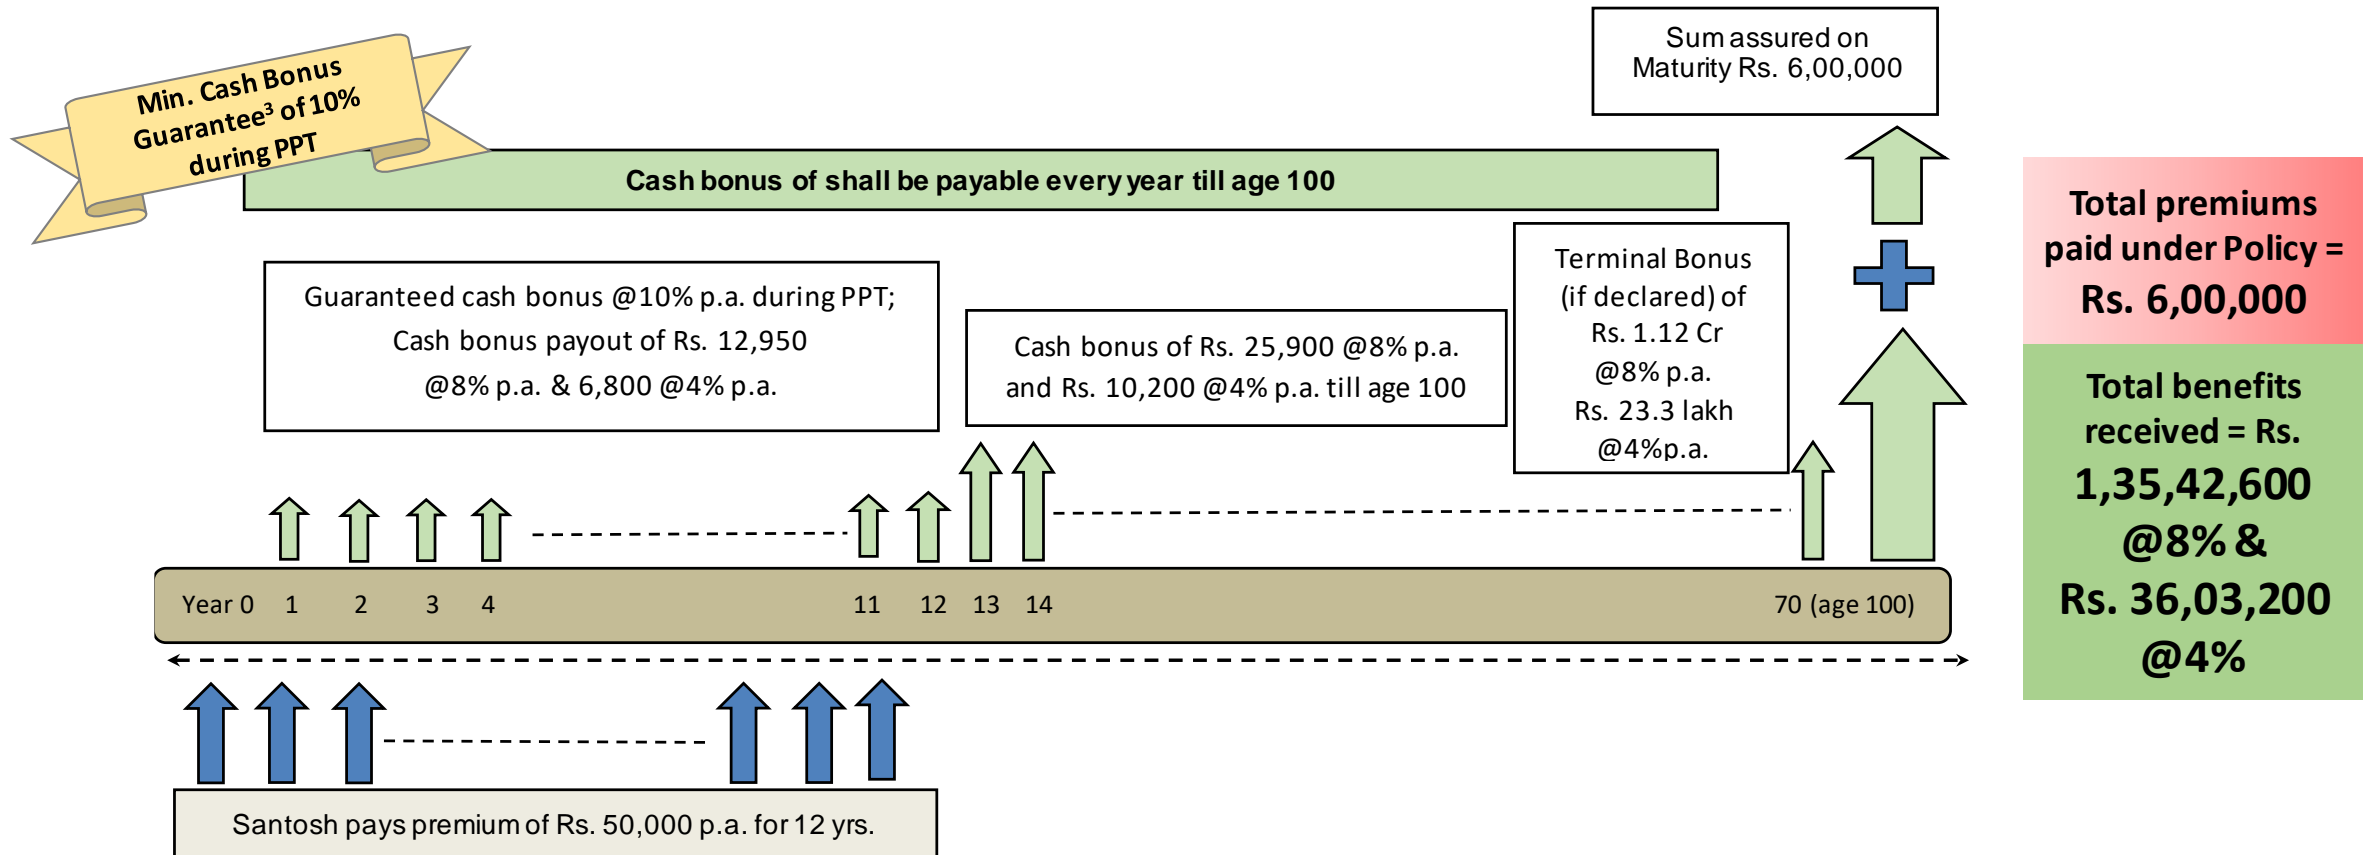 Min. Cash Bonus
Guarantee³ of 10%
during PPT
Sum assured on
Maturity Rs. 6,00,000
Cash bonus of shall be payable every year till age 100
Guaranteed cash bonus @10% p.a. during PPT;
Cash bonus payout of Rs. 12,950
@8% p.a. & 6,800 @4% p.a.
Cash bonus of Rs. 25,900 @8% p.a.
and Rs. 10,200 @4% p.a. till age 100
Terminal Bonus
(if declared) of
Rs. 1.12 Cr
@8% p.a.
Rs. 23.3 lakh
@4%p.a.
Total premiums
paid under Policy =
Rs. 6,00,000
Total benefits
received = Rs.
1,35,42,600
@8% &
Rs. 36,03,200
@4%
Year 0 1 2 3 4 11 12 13 14 70 (age 100)
Santosh pays premium of Rs. 50,000 p.a. for 12 yrs.